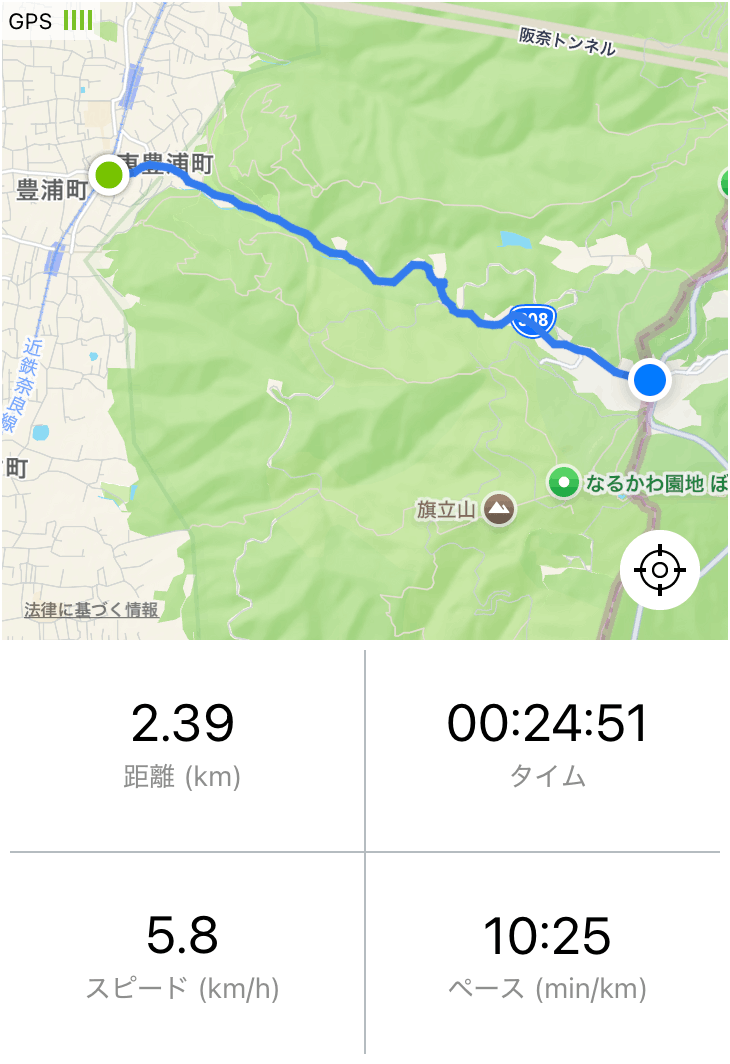 GPS
阪奈トンネル
東豊浦町
豊浦町
308
近鉄奈良線
町
なるかわ園地 ぼ
旗立山
法律に基づく情報
2.39
距離 (km)
00:24:51
タイム
5.8
スピード (km/h)
10:25
ペース (min/km)